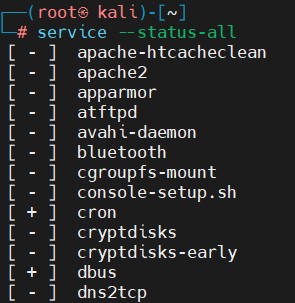 ┌──(root㉿ kali)-[~]
└─# service --status-all
[ - ]  apache-htcacheclean
[ - ]  apache2
[ - ]  apparmor
[ - ]  atftpd
[ - ]  avahi-daemon
[ - ]  bluetooth
[ - ]  cgroupfs-mount
[ - ]  console-setup.sh
[ + ]  cron
[ - ]  cryptdisks
[ - ]  cryptdisks-early
[ + ]  dbus
[ - ]  dns2tcp